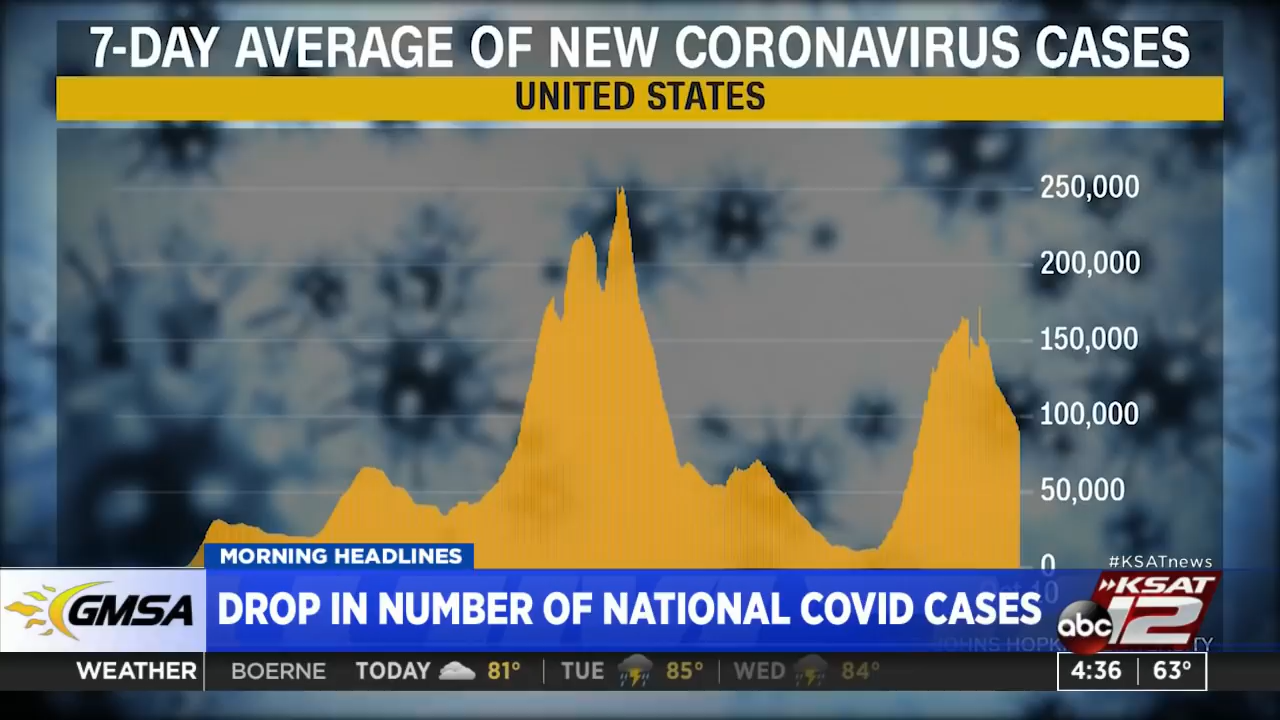 7-DAY AVERAGE OF NEW CORONAVIRUS CASES
UNITED STATES
250,000
200,000
150,000
100,000
50,000
0
MORNING HEADLINES
#KSATnews
GMSA
DROP IN NUMBER OF NATIONAL COVID CASES
abc
KSAT
12
WEATHER
BOERNE TODAY 81° TUE 85° WED 84°
4:36 63°